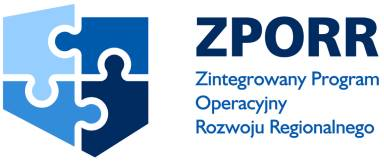 ZPORR
Zintegrowany Program
Operacyjny
Rozwoju Regionalnego